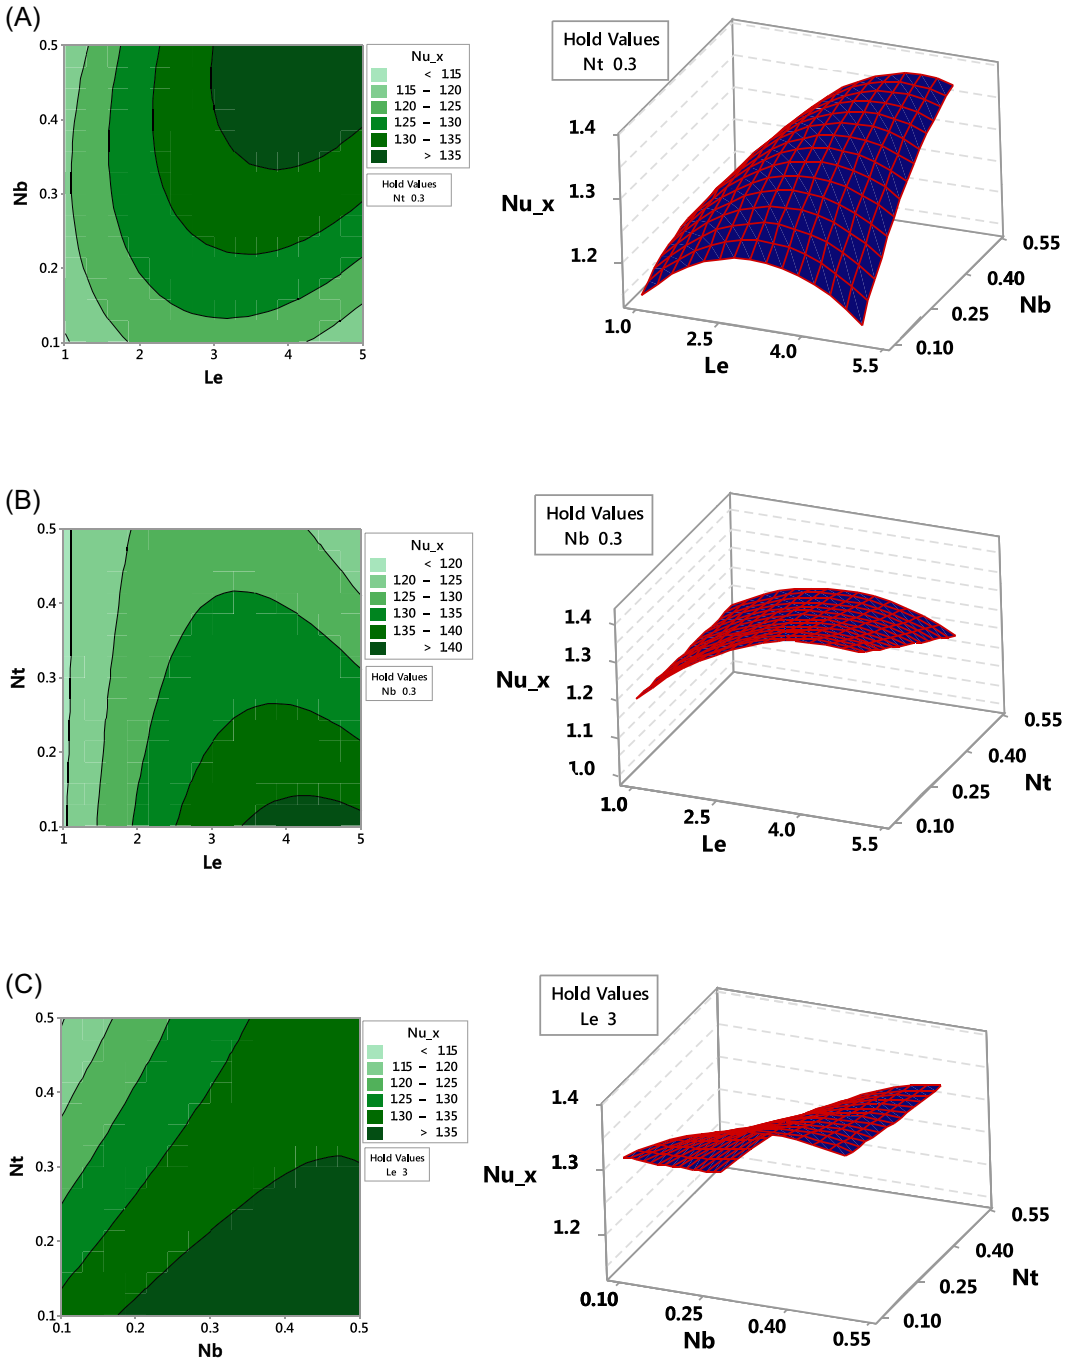 (A)
0.5
0.4
0.3
0.2
0.1
Nb
1 2 3 4 5
Le
Nu_x
< 1.15
1.15 – 1.20
1.20 – 1.25
1.25 – 1.30
1.30 – 1.35
> 1.35
Hold Values
Nt 0.3
Hold Values
Nt 0.3
1.4
1.3
1.2
Nu_x
1.0 2.5 4.0 5.5
Le
0.55
0.40
0.25
0.10
Nb
(B)
0.5
0.4
0.3
0.2
0.1
Nt
1 2 3 4 5
Le
Nu_x
< 1.20
1.20 – 1.25
1.25 – 1.30
1.30 – 1.35
1.35 – 1.40
> 1.40
Hold Values
Nb 0.3
Hold Values
Nb 0.3
1.4
1.3
1.2
1.1
1.0
Nu_x
1.0 2.5 4.0 5.5
Le
0.55
0.40
0.25
0.10
Nt
(C)
0.5
0.4
0.3
0.2
0.1
Nt
0.1 0.2 0.3 0.4 0.5
Nb
Nu_x
< 1.15
1.15 – 1.20
1.20 – 1.25
1.25 – 1.30
1.30 – 1.35
> 1.35
Hold Values
Le 3
Hold Values
Le 3
1.4
1.3
1.2
Nu_x
0.10 0.25 0.40 0.55
Nb
0.55
0.40
0.25
0.10
Nt